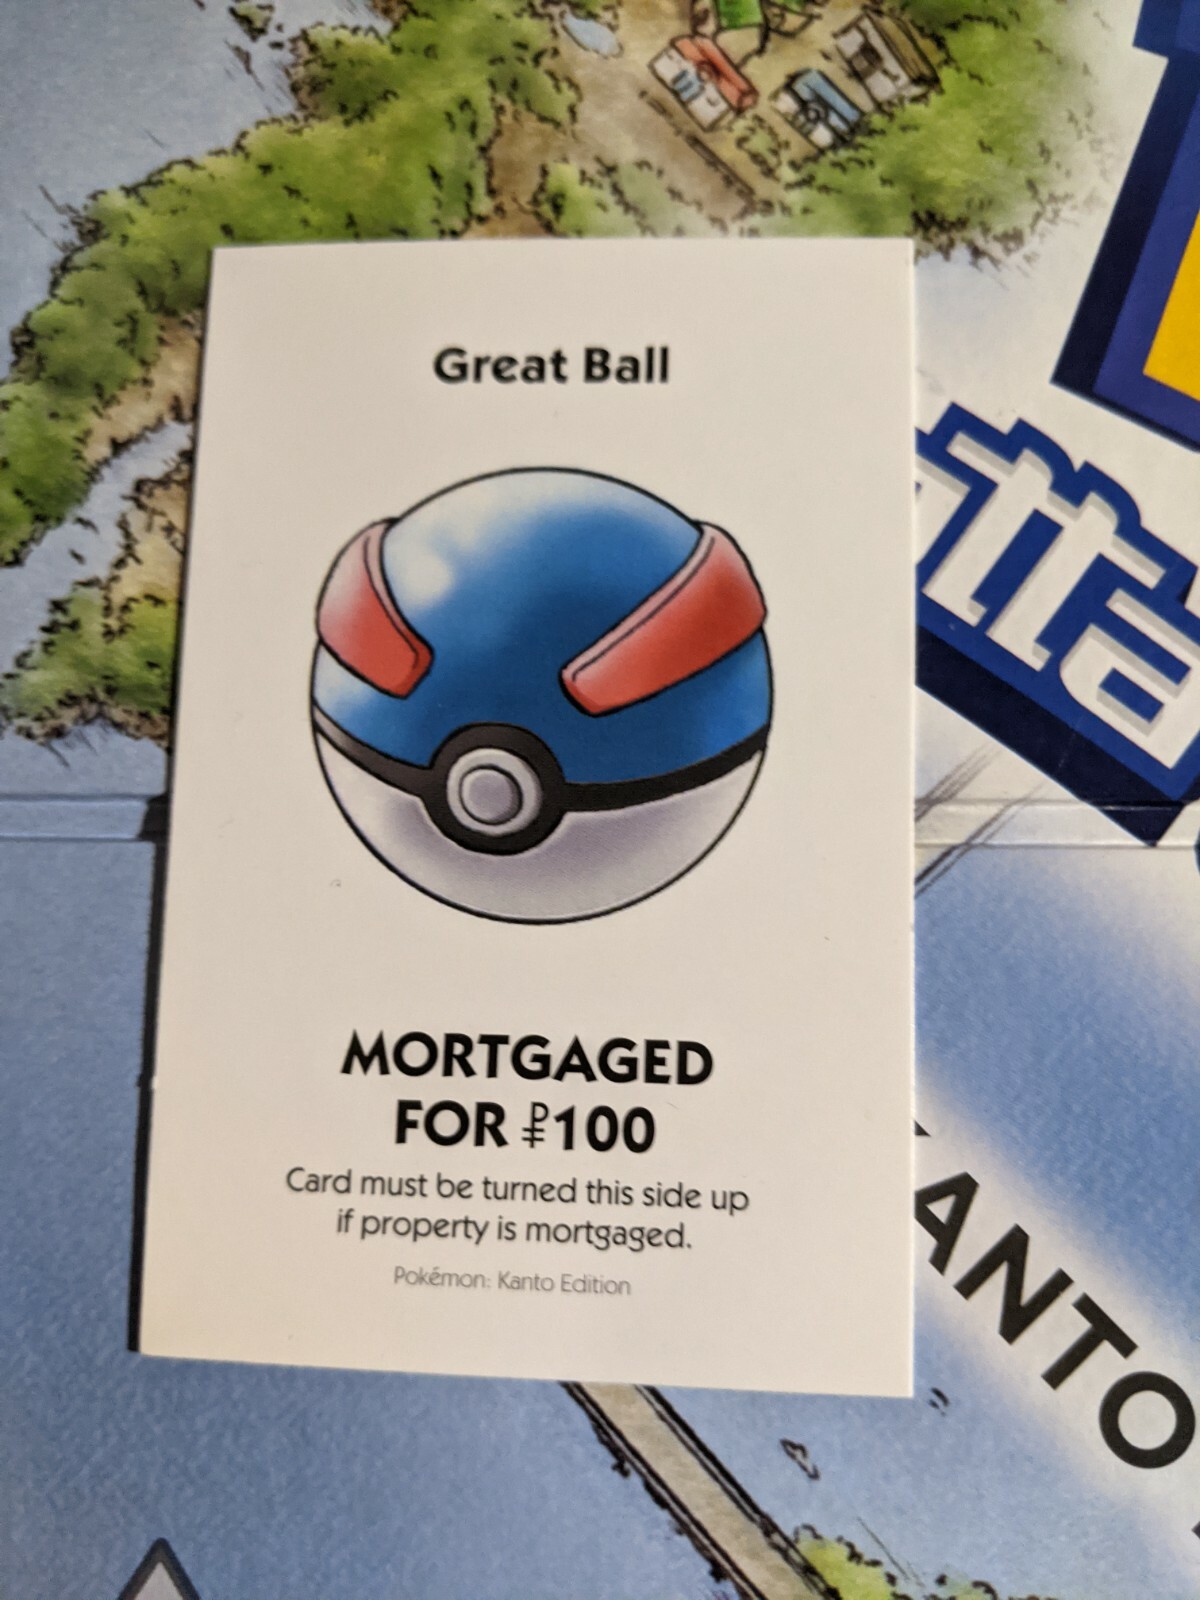 Great Ball
MORTGAGED
FOR ₽100
Card must be turned this side up
if property is mortgaged.
Pokémon: Kanto Edition
KANTO